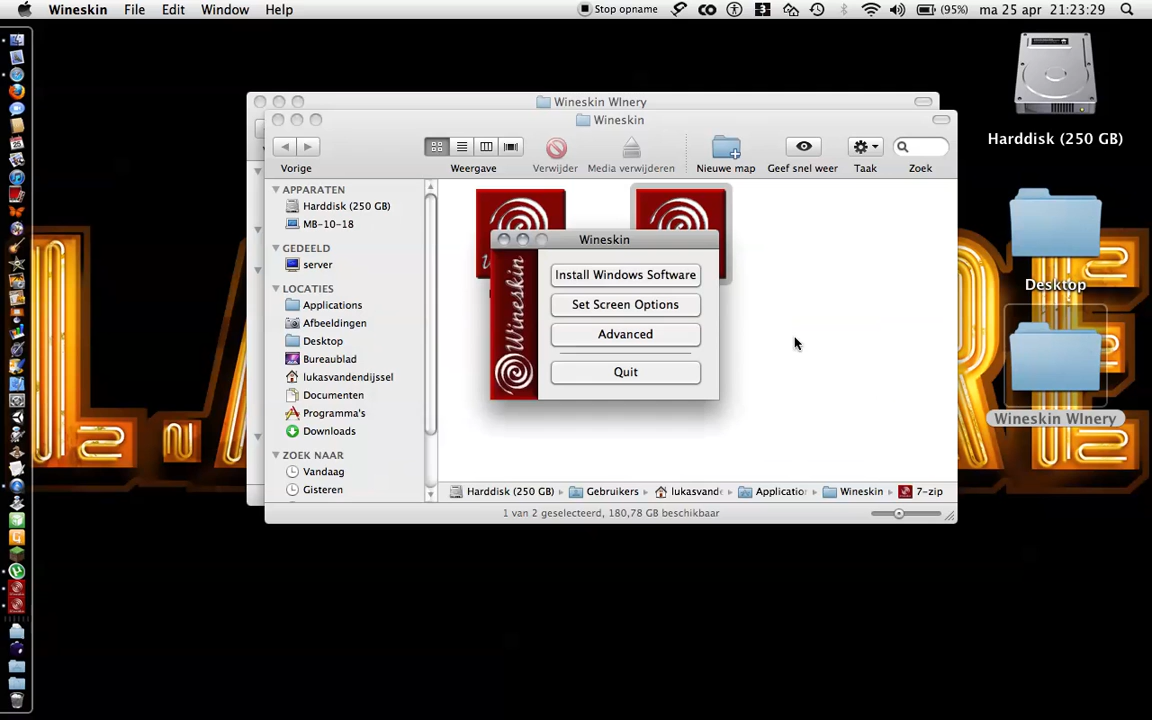 Wineskin File Edit Window Help Stop opname (95%) ma 25 apr 21:23:29
Harddisk (250 GB)
Desktop
Wineskin WInery
Wineskin WInery
Wineskin
Vorige Weergave Verwijder Media verwijderen Nieuwe map Geef snel weer Taak Zoek
APPARATEN
Harddisk (250 GB)
MB-10-18
GEDEELD
server
LOCATIES
Applications
Afbeeldingen
Desktop
Bureaublad
lukasvandendijssel
Documenten
Programma's
Downloads
ZOEK NAAR
Vandaag
Gisteren
Wineskin
Wineskin
Install Windows Software
Set Screen Options
Advanced
Quit
Harddisk (250 GB) Gebruikers lukasvande Applicatio Wineskin 7-zip
1 van 2 geselecteerd, 180,78 GB beschikbaar